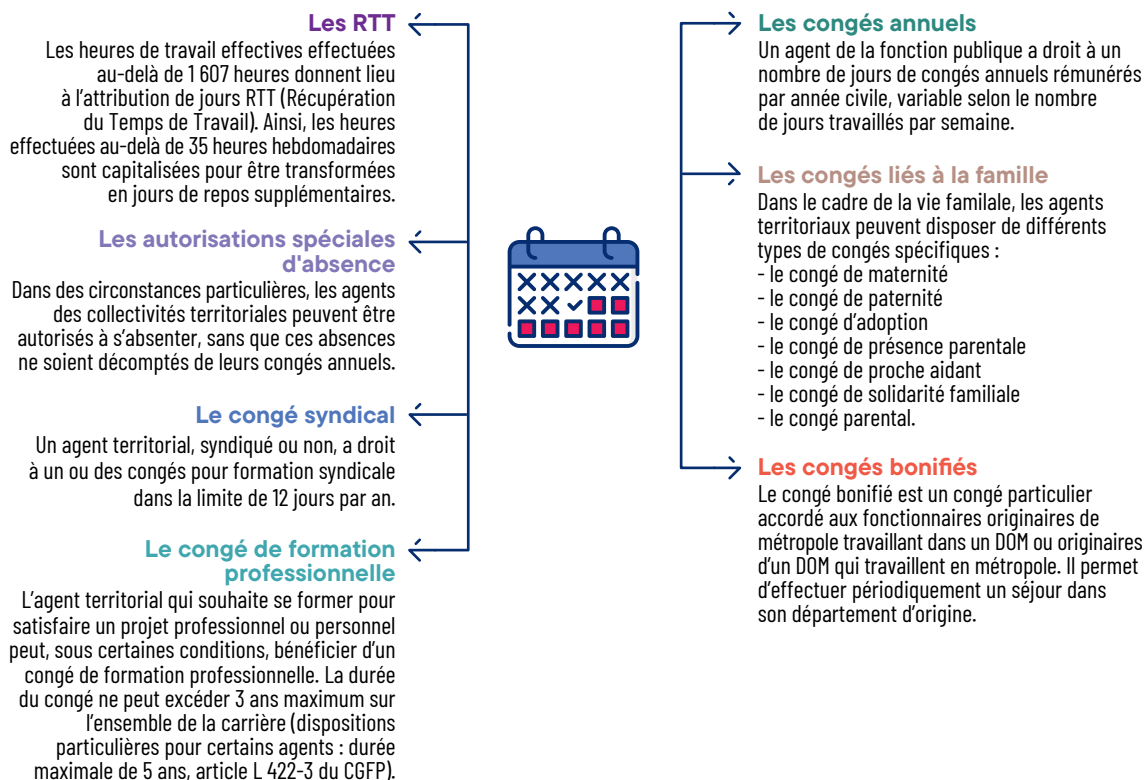 Les RTT
Les heures de travail effectives effectuées
au-delà de 1 607 heures donnent lieu
à l'attribution de jours RTT (Récupération
du Temps de Travail). Ainsi, les heures
effectuées au-delà de 35 heures hebdomadaires
sont capitalisées pour être transformées
en jours de repos supplémentaires.
Les autorisations spéciales
d'absence
Dans des circonstances particulières, les agents
des collectivités territoriales peuvent être
autorisés à s'absenter, sans que ces absences
ne soient décomptés de leurs congés annuels.
Le congé syndical
Un agent territorial, syndiqué ou non, a droit
à un ou des congés pour formation syndicale
dans la limite de 12 jours par an.
Le congé de formation
professionnelle
L'agent territorial qui souhaite se former pour
satisfaire un projet professionnel ou personnel
peut, sous certaines conditions, bénéficier d'un
congé de formation professionnelle. La durée
du congé ne peut excéder 3 ans maximum sur
l'ensemble de la carrière (dispositions
particulières pour certains agents : durée
maximale de 5 ans, article L 422-3 du CGFP).
Les congés annuels
Un agent de la fonction publique a droit à un
nombre de jours de congés annuels rémunérés
par année civile, variable selon le nombre
de jours travaillés par semaine.
Les congés liés à la famille
Dans le cadre de la vie familale, les agents
territoriaux peuvent disposer de différents
types de congés spécifiques :
- le congé de maternité
- le congé de paternité
- le congé d'adoption
- le congé de présence parentale
- le congé de proche aidant
- le congé de solidarité familiale
- le congé parental.
Les congés bonifiés
Le congé bonifié est un congé particulier
accordé aux fonctionnaires originaires de
métropole travaillant dans un DOM ou originaires
d'un DOM qui travaillent en métropole. Il permet
d'effectuer périodiquement un séjour dans
son département d'origine.